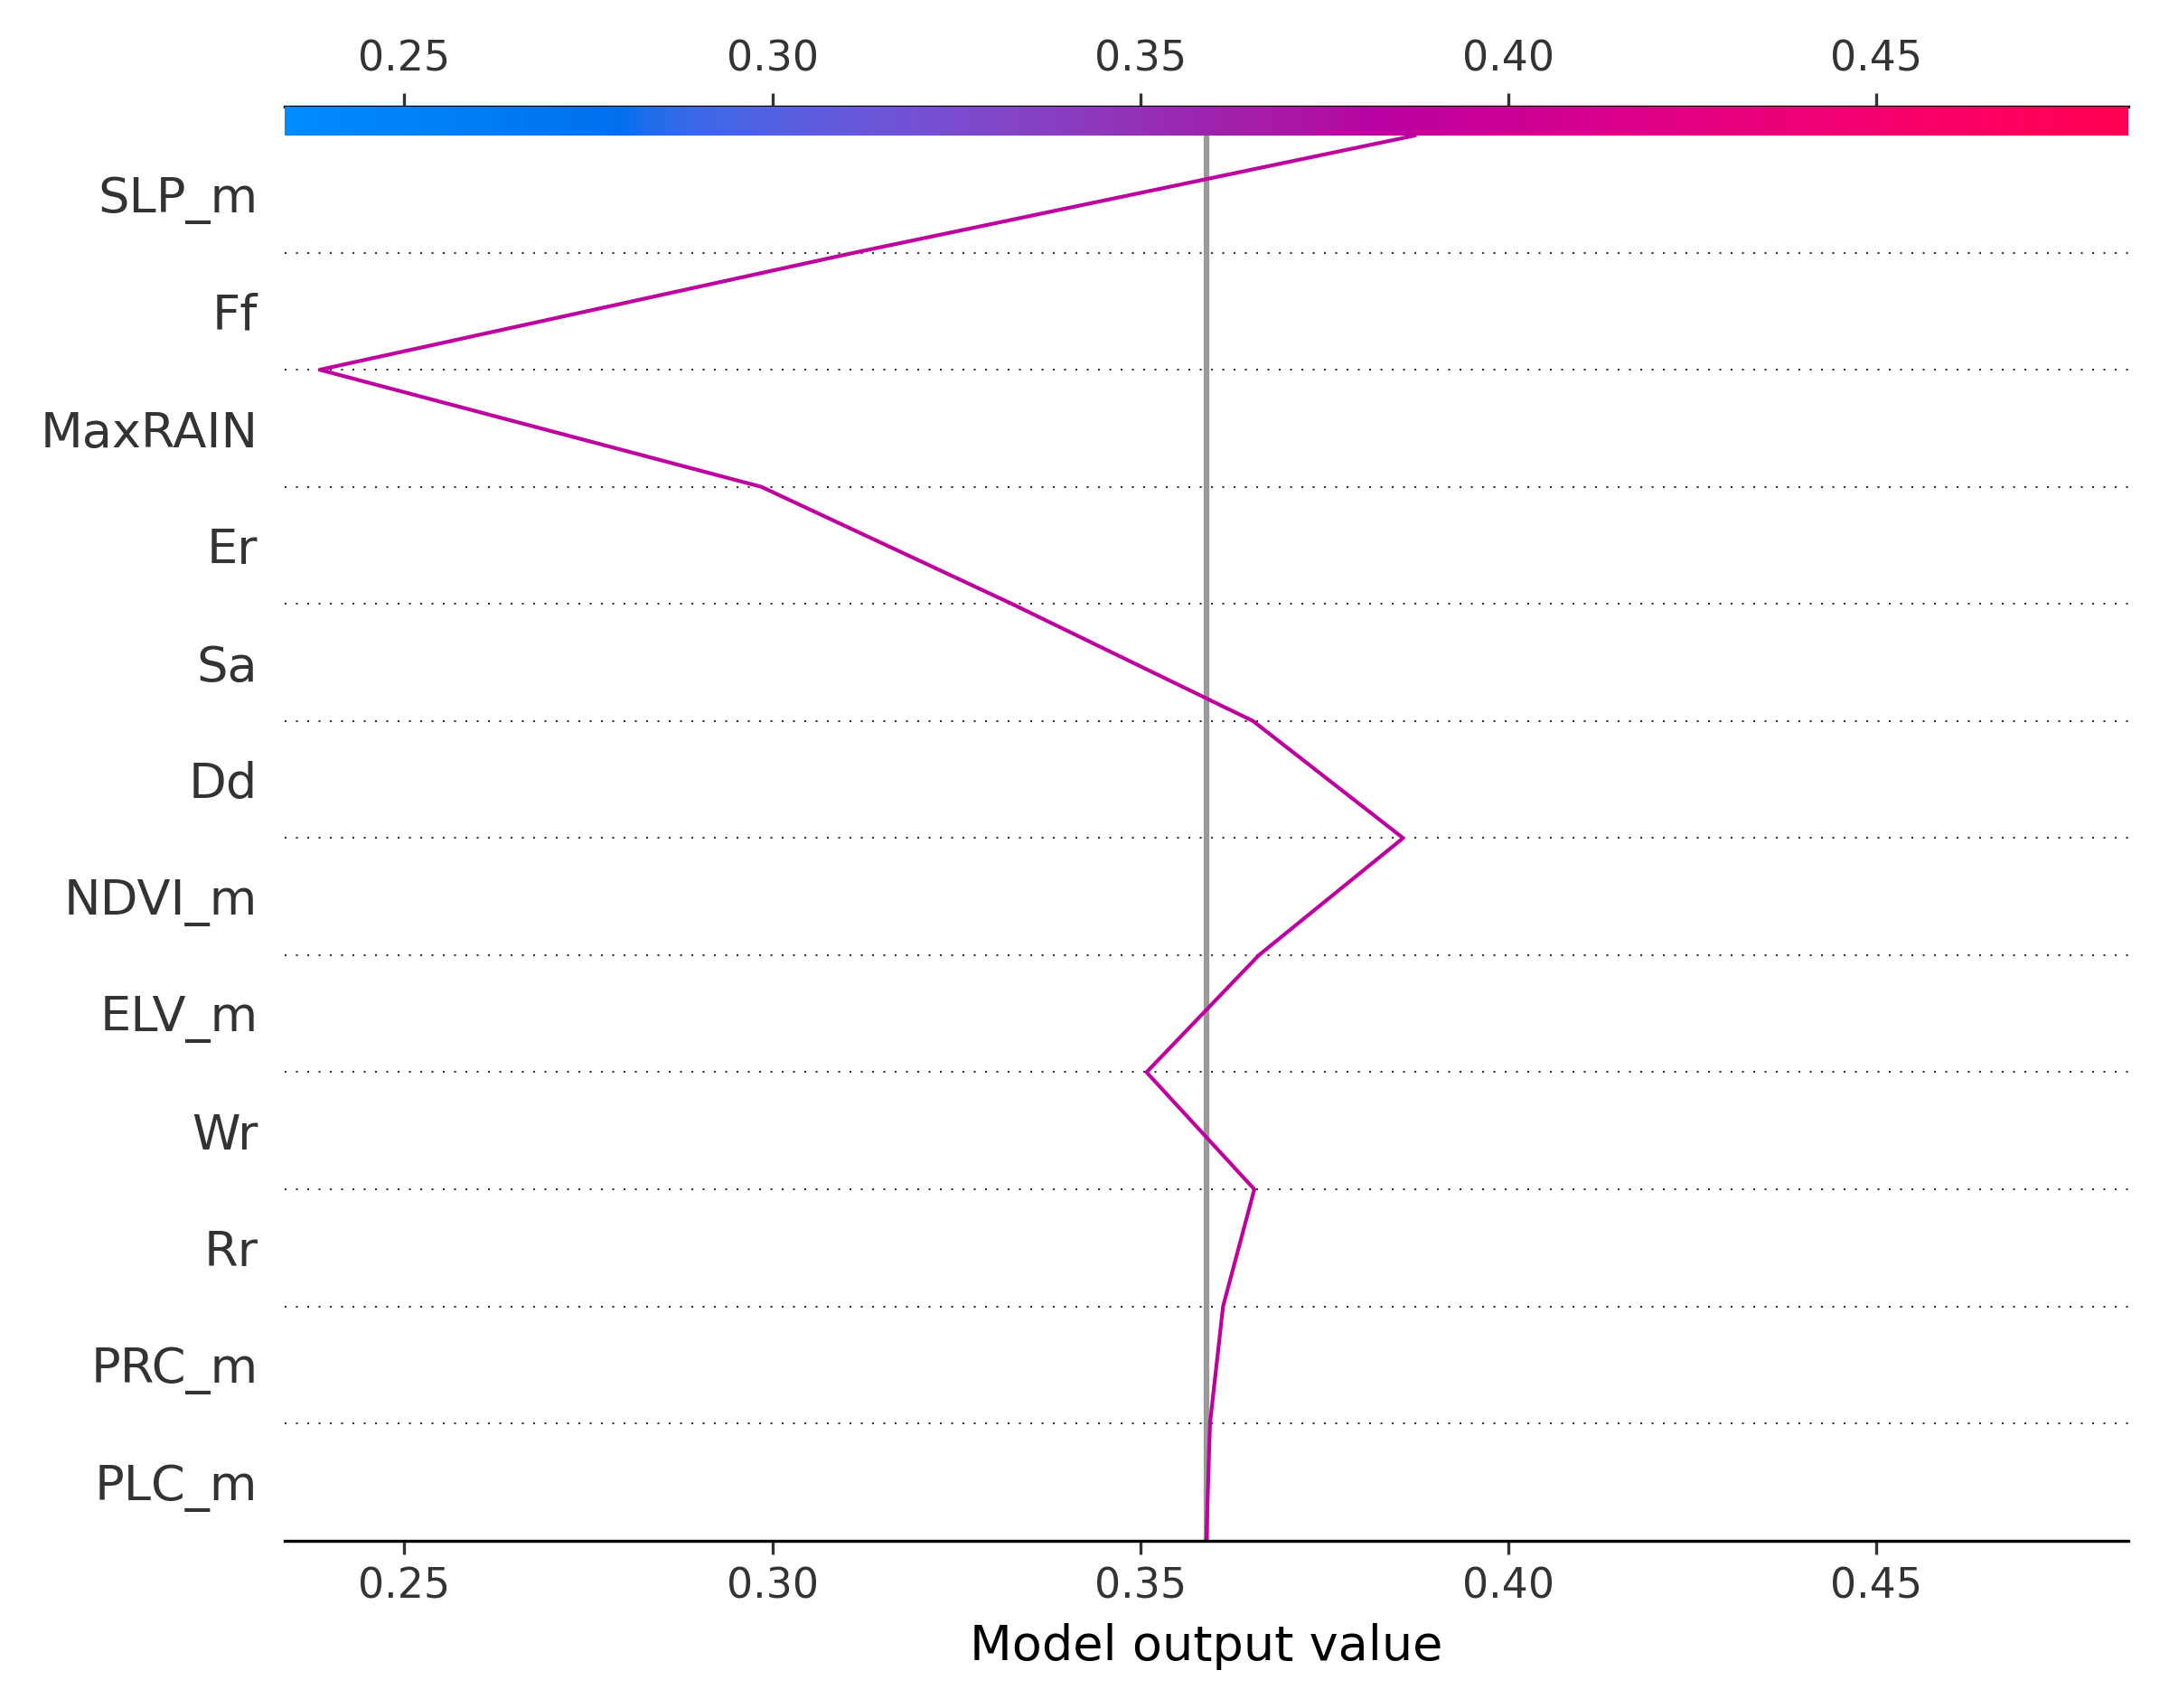 0.25 0.30 0.35 0.40 0.45
SLP_m
Ff
MaxRAIN
Er
Sa
Dd
NDVI_m
ELV_m
Wr
Rr
PRC_m
PLC_m
0.25 0.30 0.35 0.40 0.45
Model output value